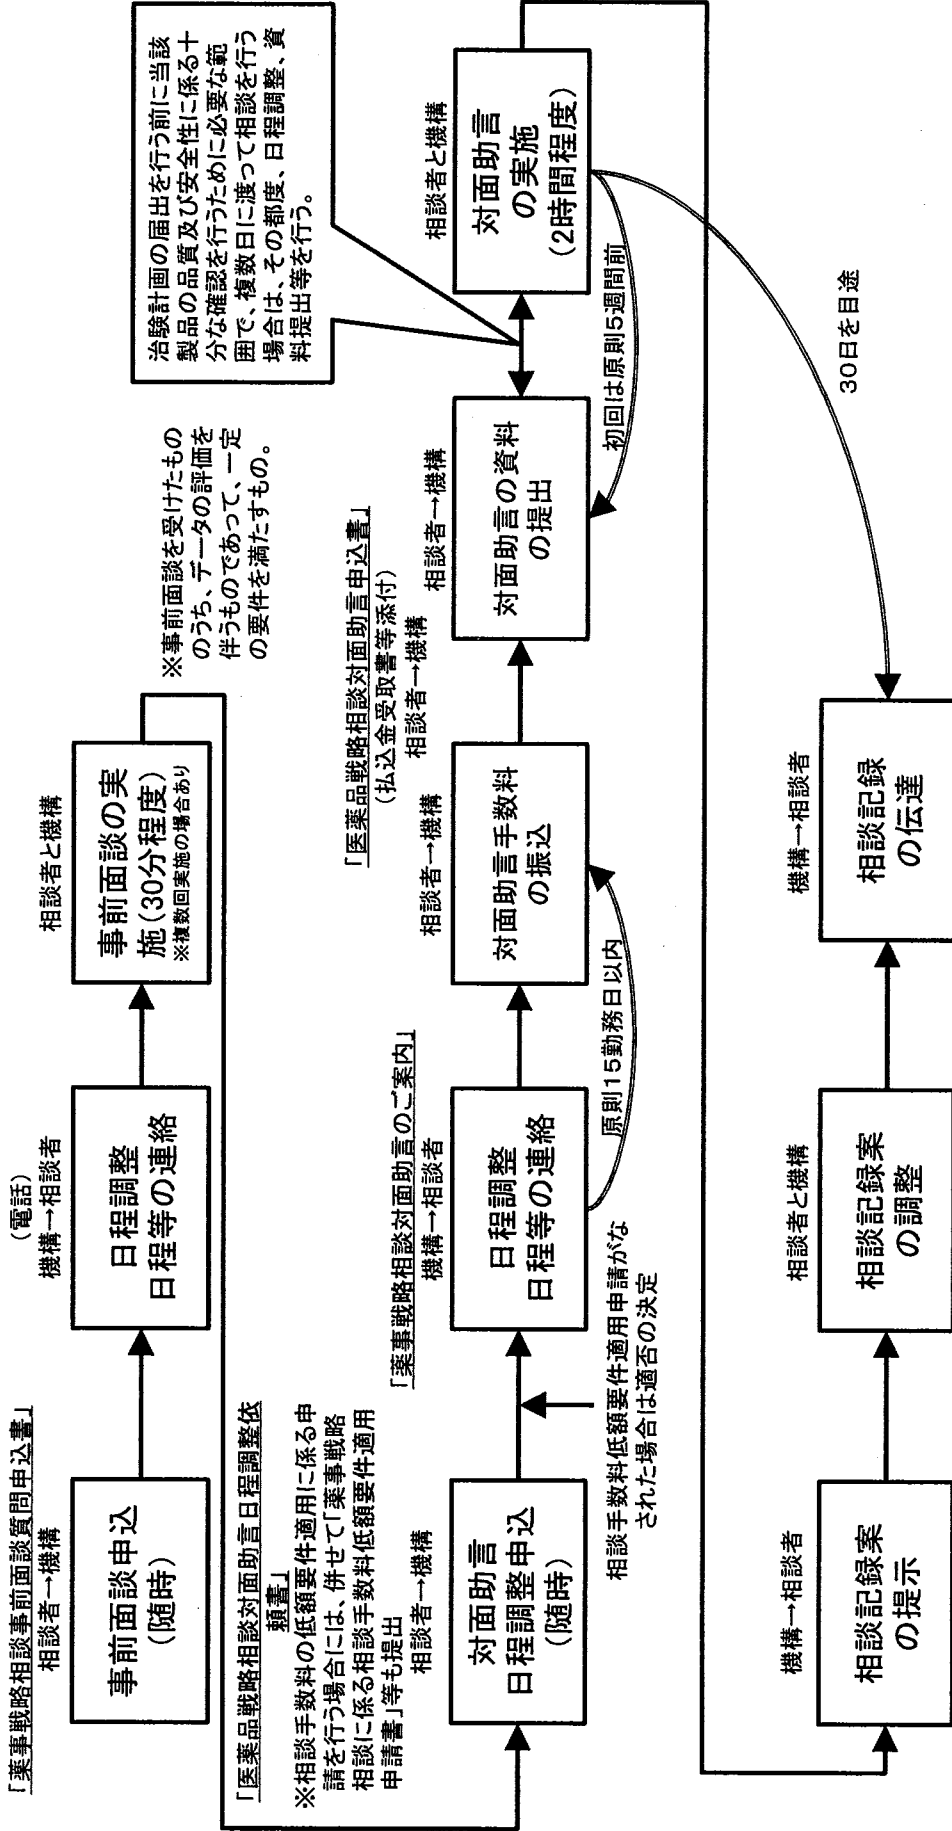 「薬事戦略相談事前面談質問申込書」
相談者→機構
事前面談申込
(随時)
(電話)
機構→相談者
日程調整
日程等の連絡
相談者と機構
事前面談の実
施(30分程度)
※複数回実施の場合あり
※事前面談を受けたもの
のうち、データの評価を
伴うものであって、一定
の要件を満たすもの。
「医薬品戦略相談対面助言日程調整依
頼書」
※相談手数料の低額要件適用に係る申
請を行う場合には、併せて「薬事戦略
相談に係る相談手数料低額要件適用
申請書」等も提出
相談者→機構
対面助言
日程調整申込
(随時)
相談手数料低額要件適用申請がな
された場合は適否の決定
「薬事戦略相談対面助言のご案内」
機構→相談者
日程調整
日程等の連絡
原則15勤務日以内
相談者→機構
対面助言手数料
の振込
「医薬品戦略相談対面助言申込書」
(払込金受取書等添付)
相談者→機構
相談者→機構
対面助言の資料
の提出
初回は原則5週間前
治験計画の届出を行う前に当該
製品の品質及び安全性に係る十
分な確認を行うために必要な範
囲で、複数日に渡って相談を行う
場合は、その都度、日程調整、資
料提出等を行う。
相談者と機構
対面助言
の実施
(2時間程度)
30日を目途
機構→相談者
相談記録案
の提示
相談者と機構
相談記録案
の調整
機構→相談者
相談記録
の伝達